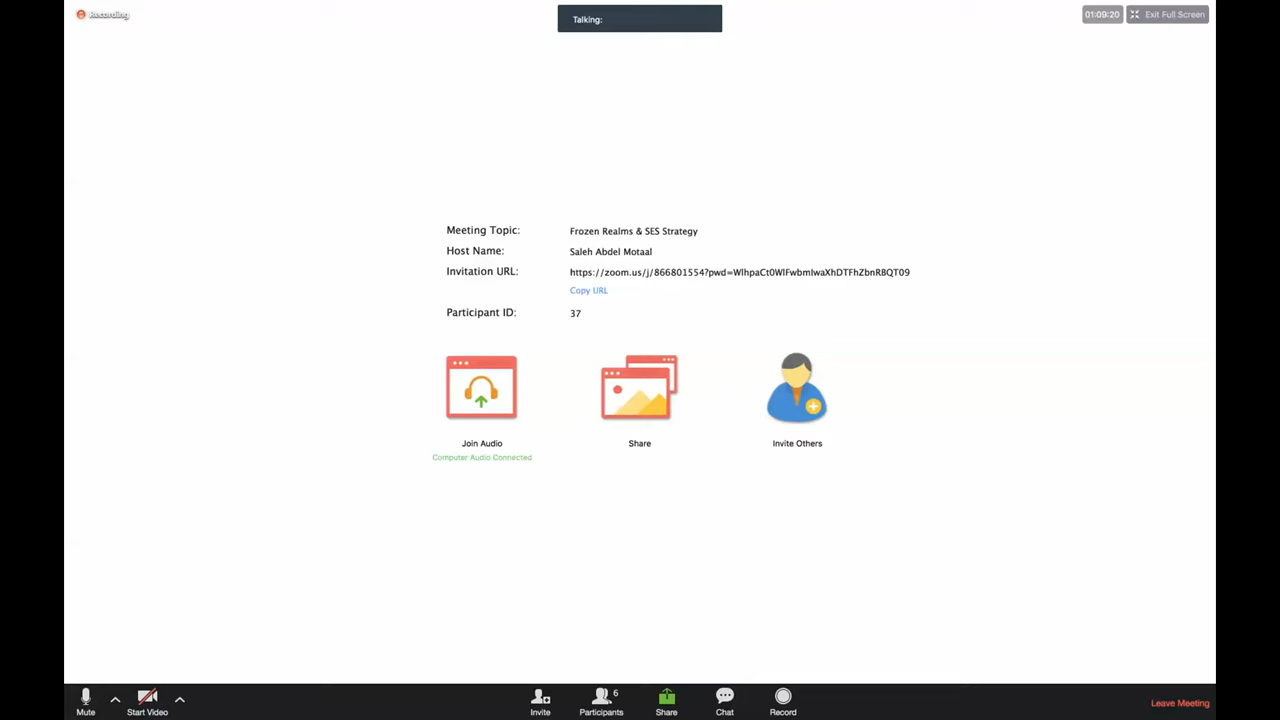 Recording
Talking:
01:09:20
Exit Full Screen
Meeting Topic: Frozen Realms & SES Strategy
Host Name: Saleh Abdel Motaal
Invitation URL: https://zoom.us/j/866801554?pwd=WlhpaCt0WlFwbmIwaXhDTFhZbnRBQT09
Copy URL
Participant ID: 37
Join Audio
Share
Invite Others
Computer Audio Connected
Mute
Start Video
Invite
6
Participants
Share
Chat
Record
Leave Meeting